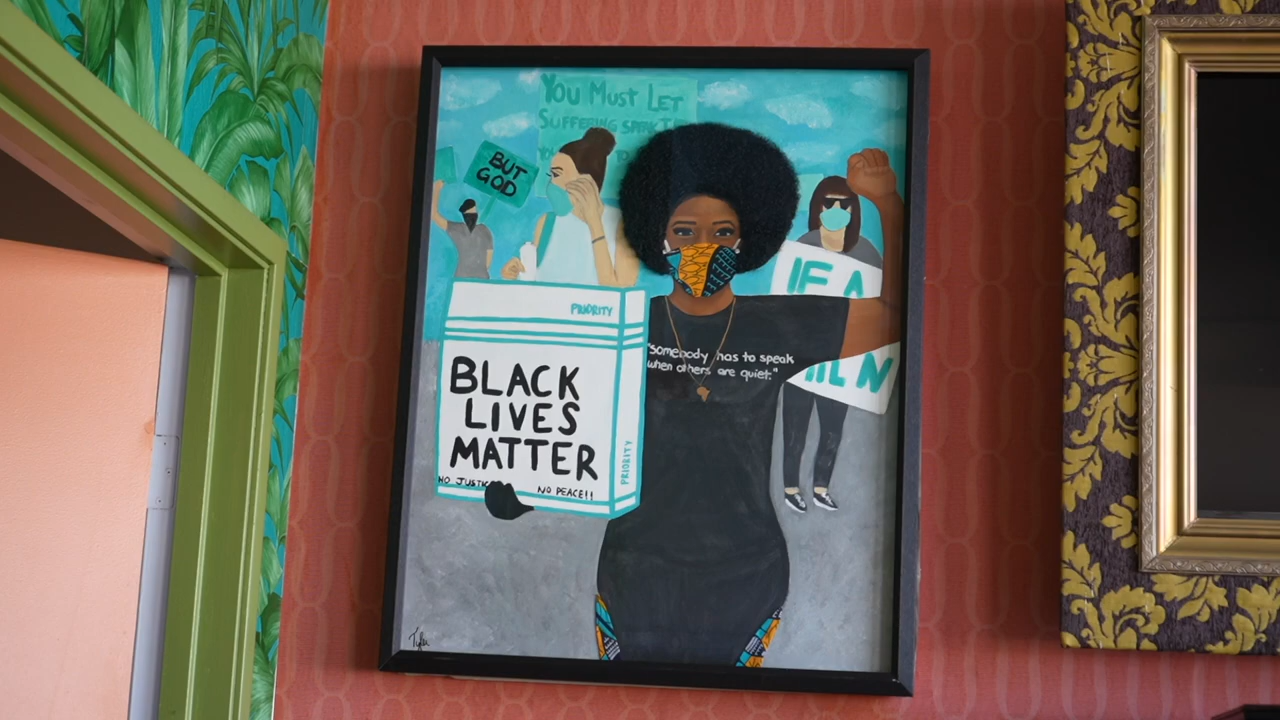 YOU MUST LET
SUFFERING SPEAK
BUT
GOD
PRIORITY
BLACK
LIVES
MATTER
NO PEACE!!
PRIORITY
"Somebody has to speak
when others are quiet."
IF A